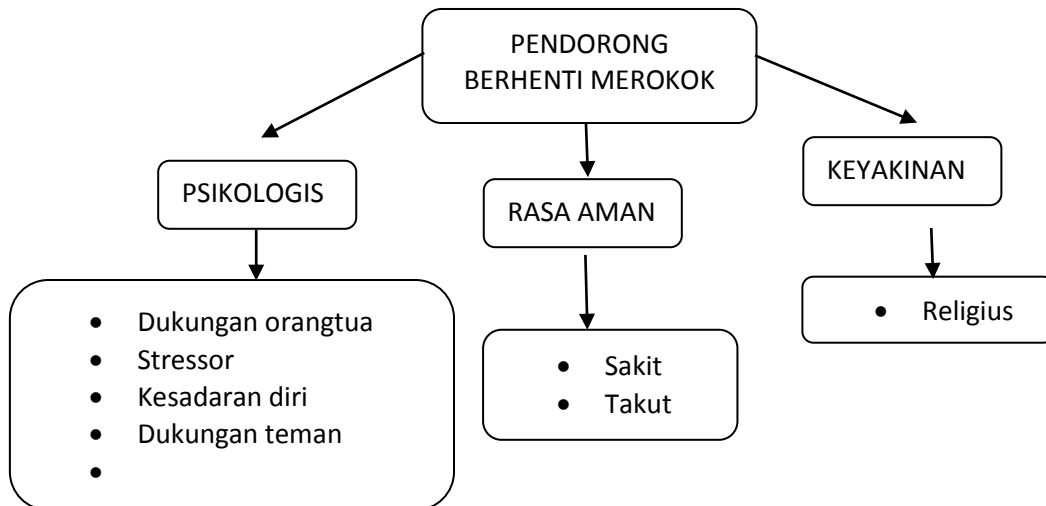 PENDORONG
BERHENTI MEROKOK
PSIKOLOGIS
RASA AMAN
KEYAKINAN
• Dukungan orangtua
• Stressor
• Kesadaran diri
• Dukungan teman
•
• Sakit
• Takut
• Religius